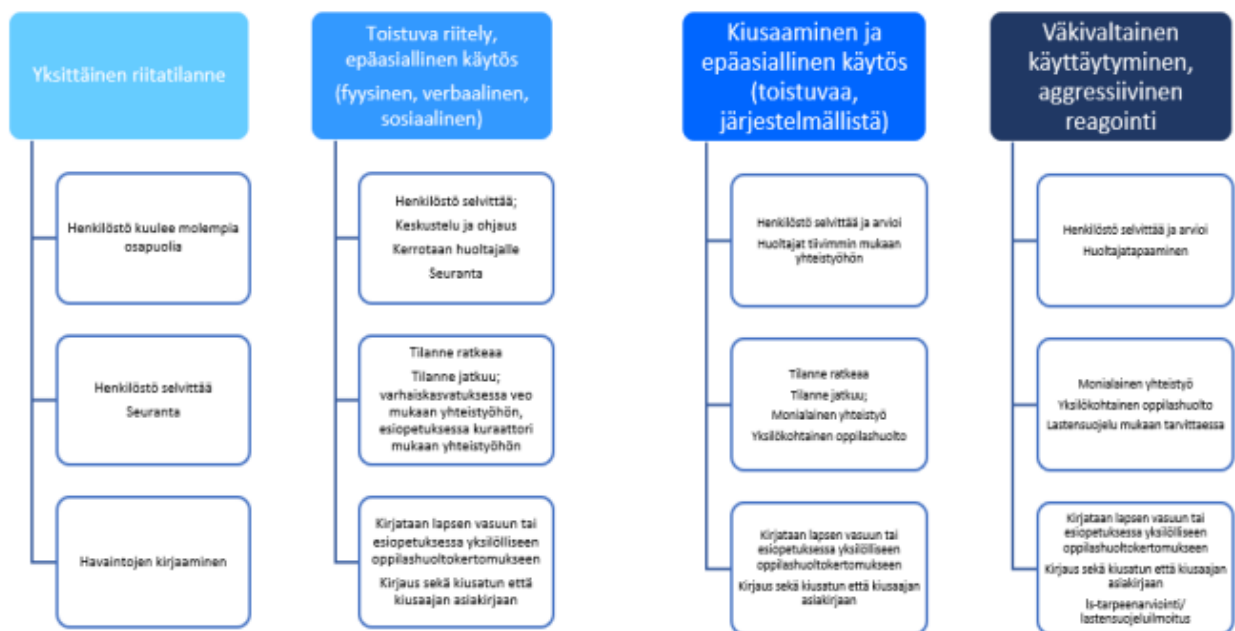 Yksittäinen riitatilanne
Henkilöstö kuulee molempia
osapuolia
Henkilöstö selvittää
Seuranta
Havaintojen kirjaaminen
Toistuva riitely,
epäasiallinen käytös
(fyysinen, verbaalinen,
sosiaalinen)
Henkilöstö selvittää;
Keskustelu ja ohjaus
Kerrotaan huoltajalle
Seuranta
Tilanne ratkeaa
Tilanne jatkuu;
varhaiskasvatuksessa veo
mukaan yhteistyöhön,
esiopetuksessa kuraattori
mukaan yhteistyöhön
Kirjataan lapsen vasuun tai
esiopetuksessa yksilölliseen
oppilashuoltokertomukseen
Kirjaus sekä kiusatun että
kiusaajan asiakirjaan
Kiusaaminen ja
epäasiallinen käytös
(toistuvaa,
järjestelmällistä)
Henkilöstö selvittää ja arvioi
Huoltajat tiivimmin mukaan
yhteistyöhön
Tilanne ratkeaa
Tilanne jatkuu;
Monialainen yhteistyö
Yksilökohtainen oppilashuolto
Kirjataan lapsen vasuun tai
esiopetuksessa yksilölliseen
oppilashuoltokertomukseen
Kirjaus sekä kiusatun että kiusaajan
asiakirjaan
Väkivaltainen
käyttäytyminen,
aggressiivinen
reagointi
Henkilöstö selvittää ja arvioi
Huoltajatapaaminen
Monialainen yhteistyö
Yksilökohtainen oppilashuolto
Lastensuojelu mukaan tarvittaessa
Kirjataan lapsen vasuun tai
esiopetuksessa yksilölliseen
oppilashuoltokertomukseen
Kirjaus sekä kiusatun että kiusaajan
asiakirjaan
ls-tarpeenarviointi/
lastensuojeluilmoitus